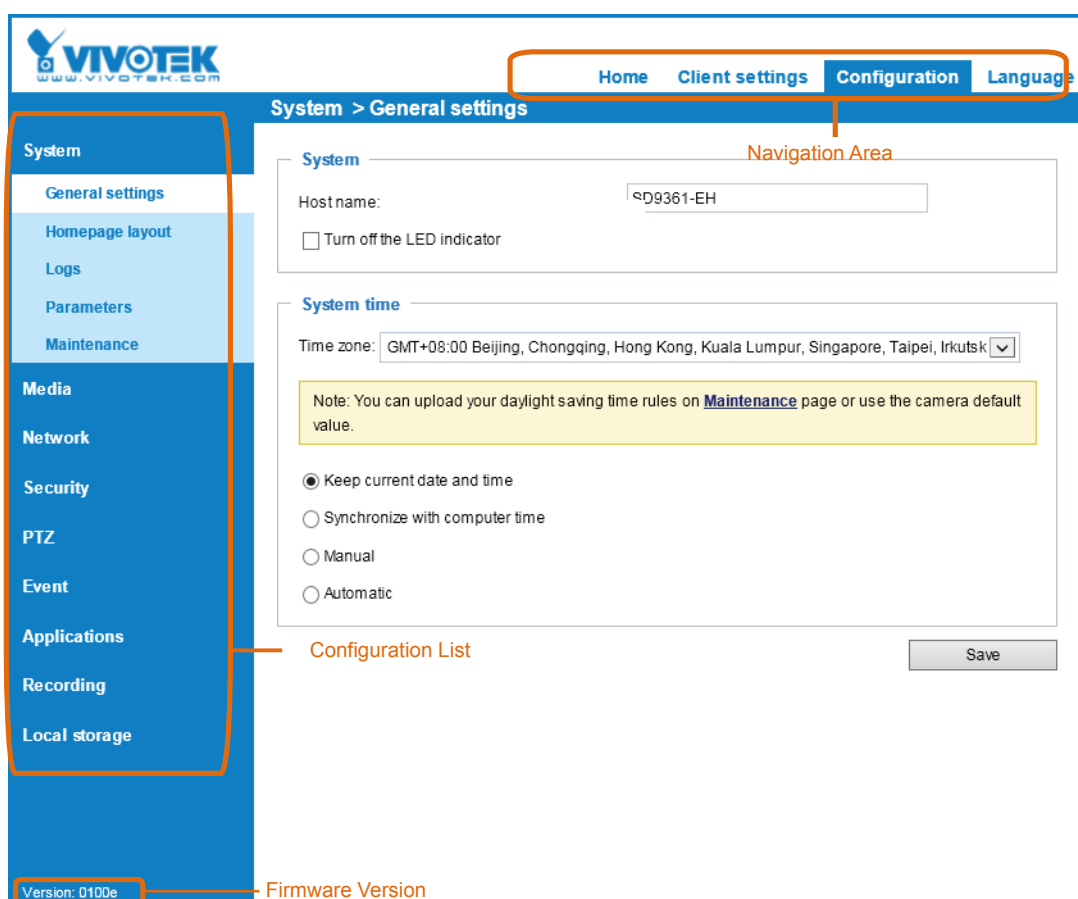 VIVOTEK
www.vivotek.com
Home Client settings Configuration Language
System > General settings
Navigation Area
System
General settings
Homepage layout
Logs
Parameters
Maintenance
Media
Network
Security
PTZ
Event
Applications
Recording
Local storage
Version: 0100e
System
Host name: SD9361-EH
Turn off the LED indicator
System time
Time zone: GMT+08:00 Beijing, Chongqing, Hong Kong, Kuala Lumpur, Singapore, Taipei, Irkutsk
Note: You can upload your daylight saving time rules on Maintenance page or use the camera default
value.
Keep current date and time
Synchronize with computer time
Manual
Automatic
Configuration List
Save
Firmware Version